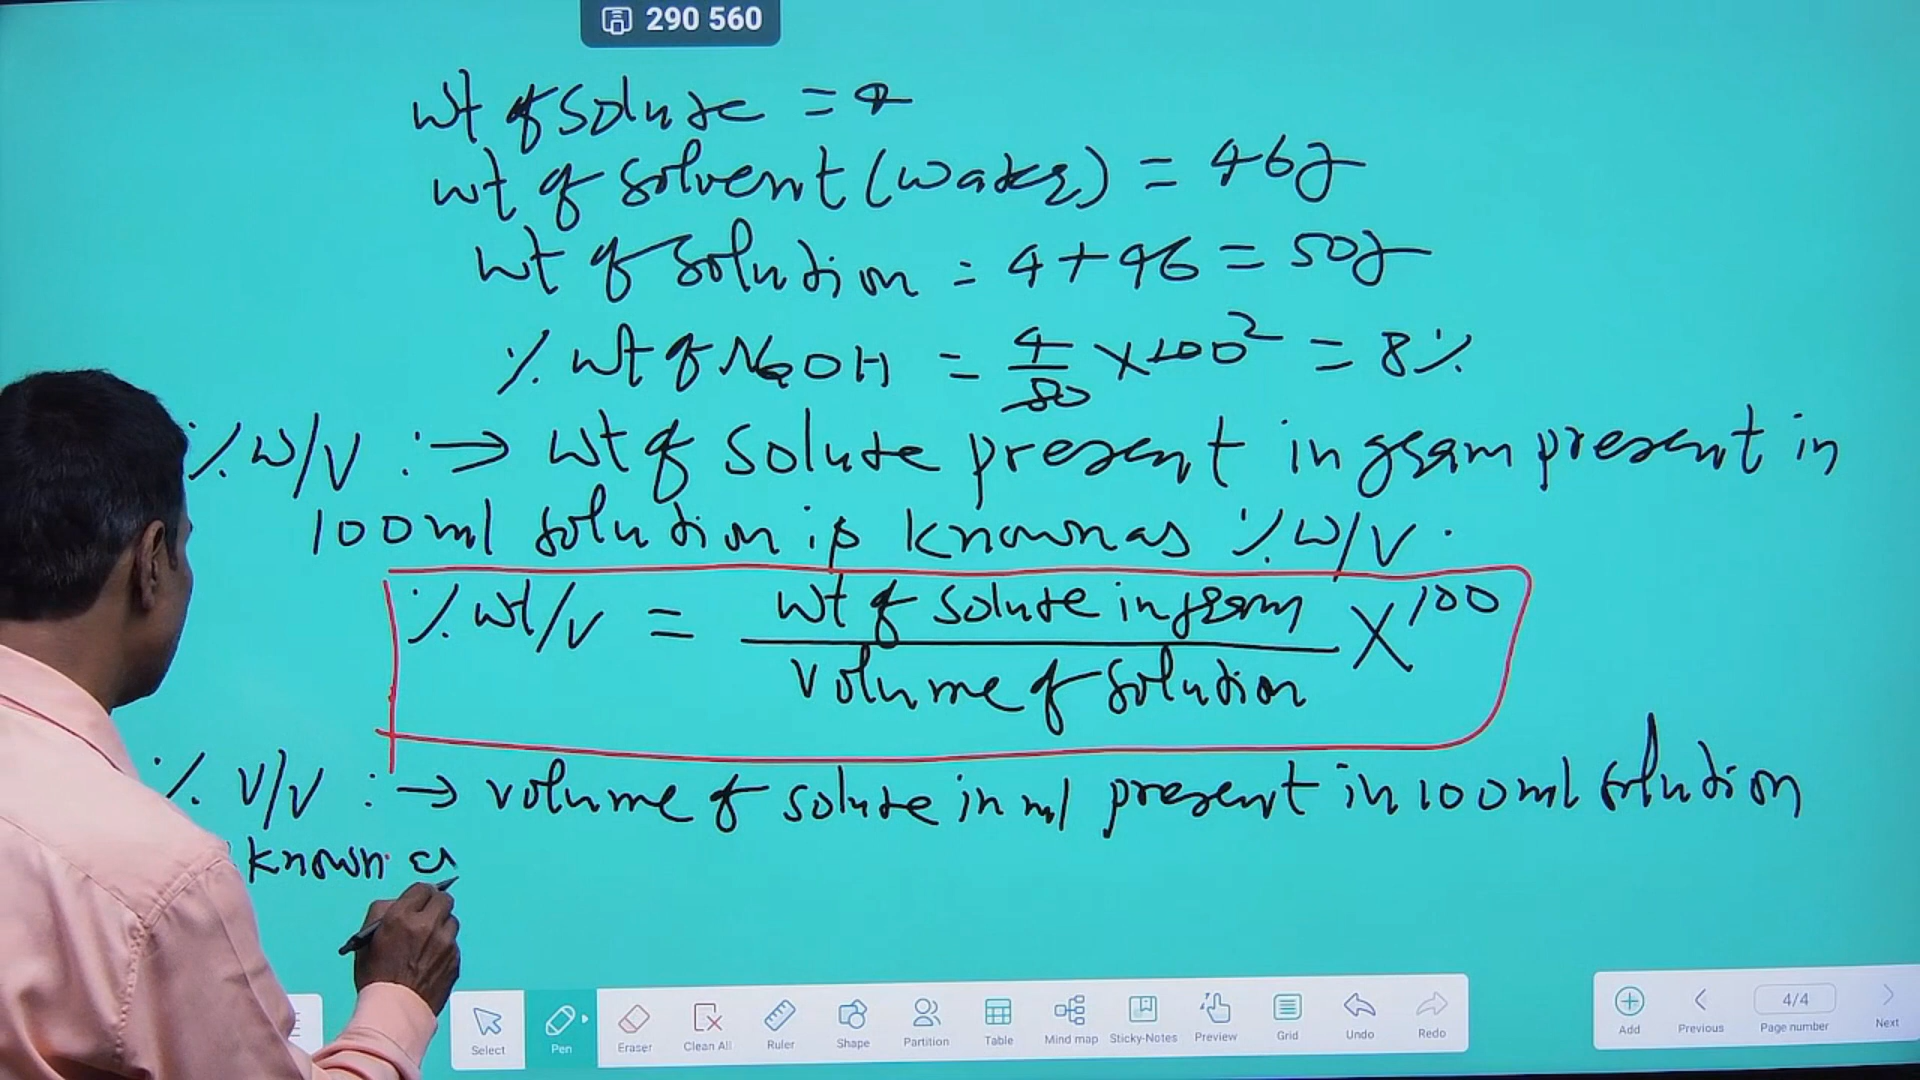 290 560
wt of solute = 4
wt of solvent (water) = 46g
wt of solution = 4+46 = 50g
% wt of NaOH = 4/50 × 100 2 = 8%
% w/v :→ wt of solute present in gram present in
100ml solution is known as % w/v.
% wt/v = wt of solute in gram / volume of solution × 100
% v/v :→ volume of solute in ml present in 100ml solution
known as
Select Pen Eraser Clean All Ruler Shape Partition Table Mind map Sticky-Notes Preview Grid Undo Redo
Add Previous 4/4 Page number Next